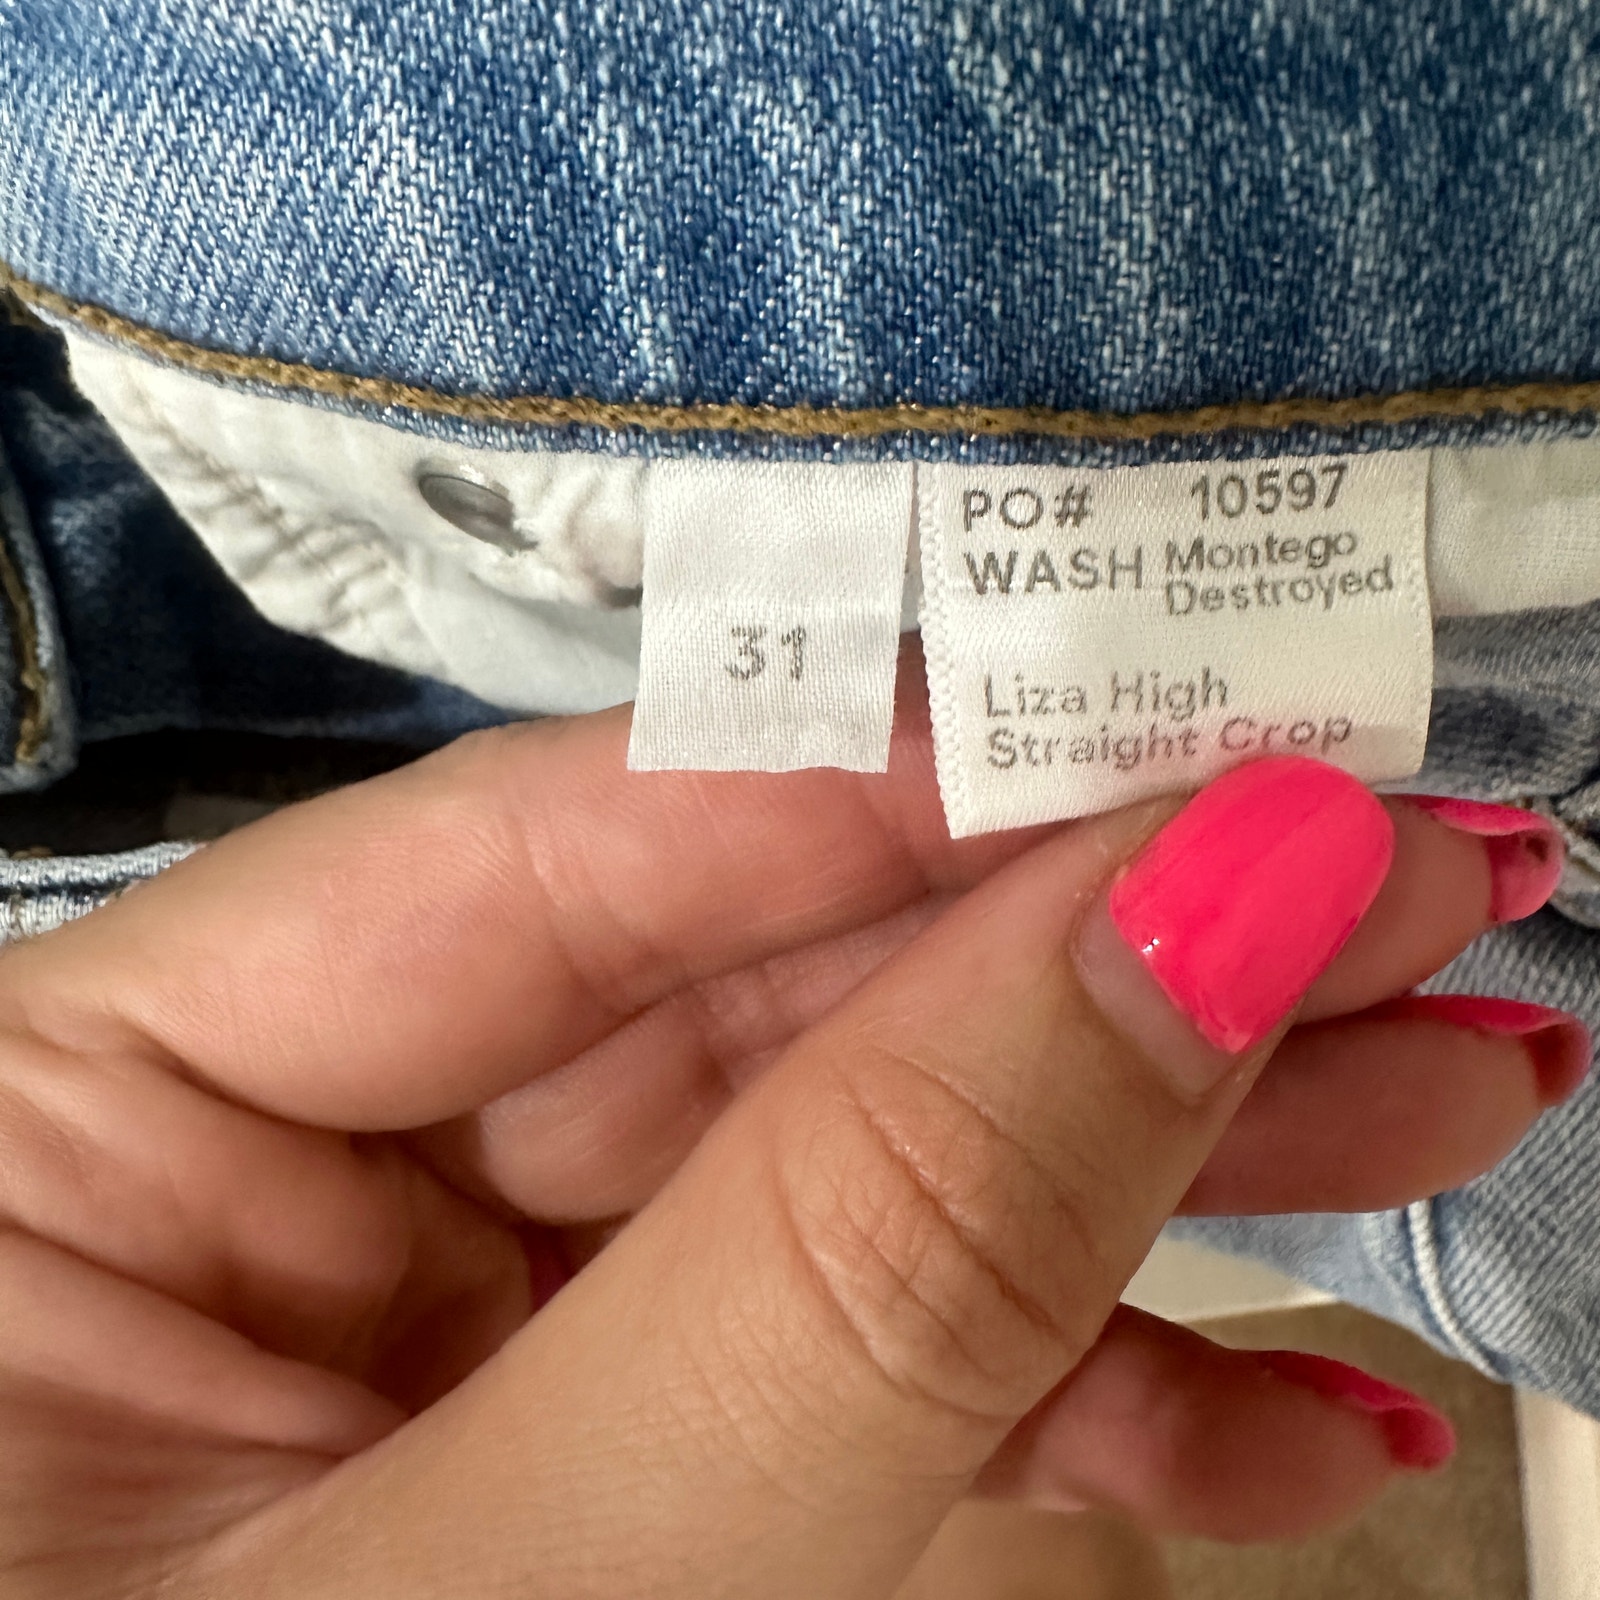 31
PO# 10597
WASH Montego
Destroyed
Liza High
Straight Crop